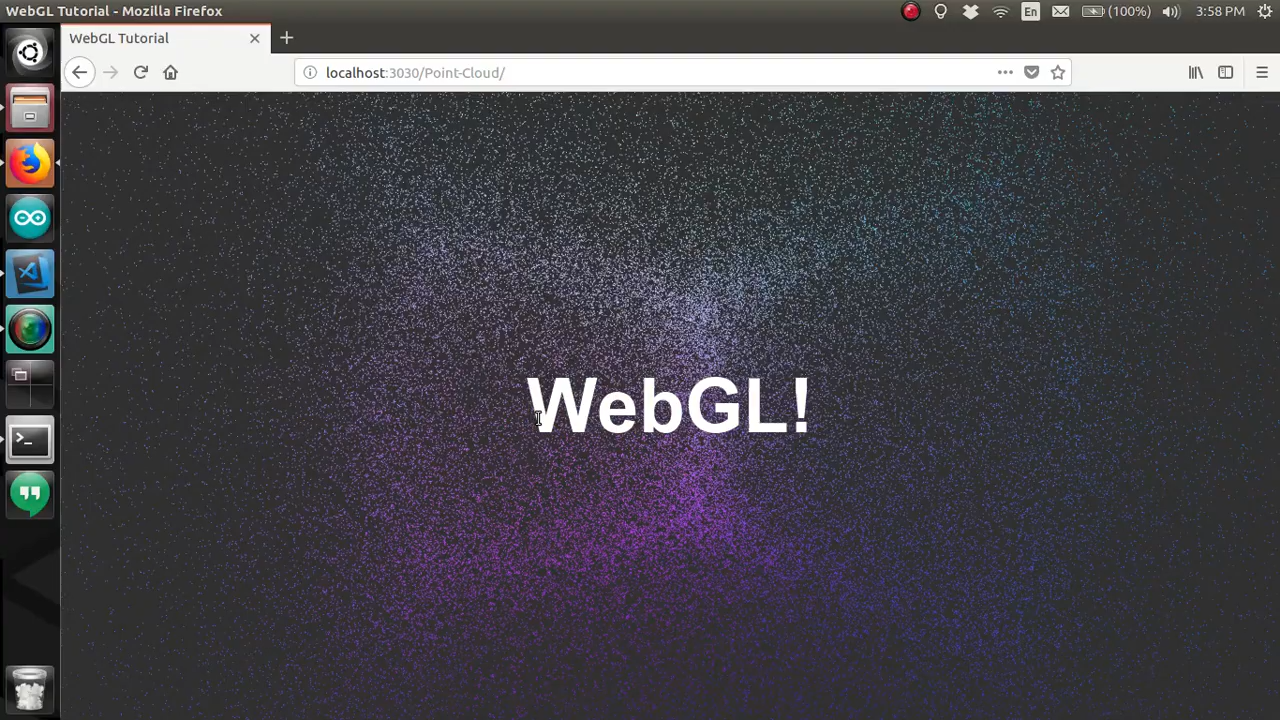 WebGL Tutorial - Mozilla Firefox
En
(100%)
3:58 PM
WebGL Tutorial
localhost:3030/Point-Cloud/
WebGL!